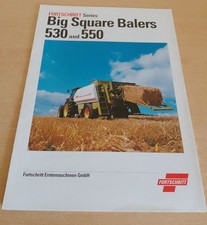 FORTSCHRITT Series
Big Square Balers
530 and 550
Fortschritt Erntemaschinen GmbH
FORTSCHRITT